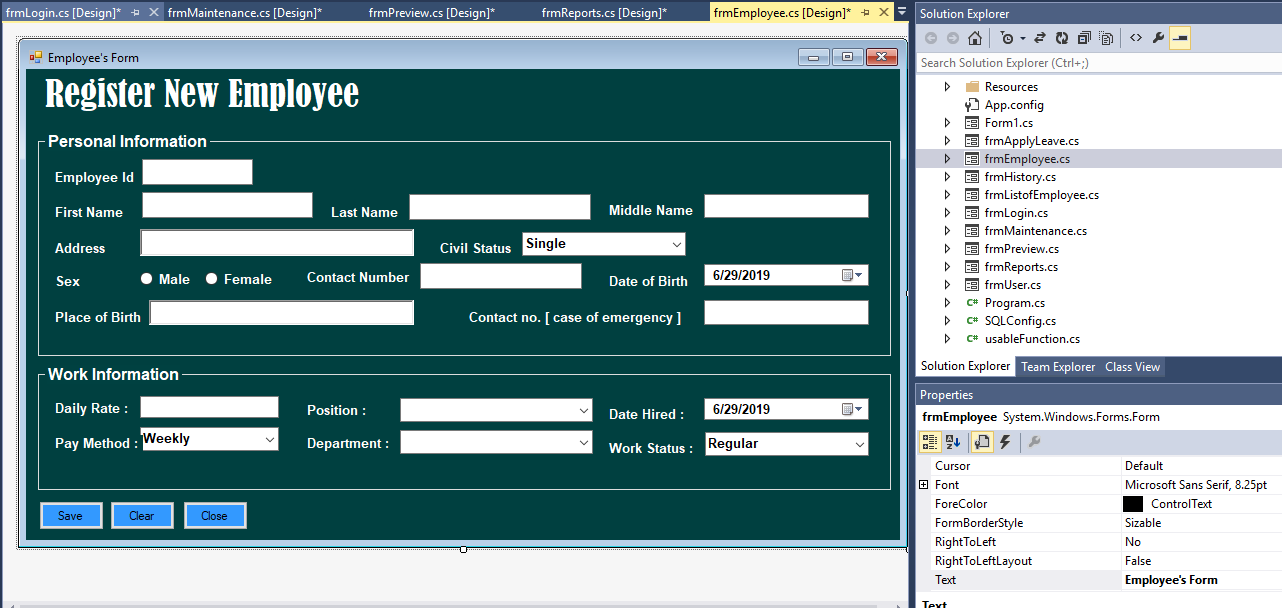 frmLogin.cs [Design]* frmMaintenance.cs [Design]* frmPreview.cs [Design]* frmReports.cs [Design]* frmEmployee.cs [Design]*
Employee's Form
Register New Employee
Personal Information
Employee Id
First Name Last Name Middle Name
Address Civil Status Single
Sex Male Female Contact Number Date of Birth 6/29/2019
Place of Birth Contact no. [ case of emergency ]
Work Information
Daily Rate : Position : Date Hired : 6/29/2019
Pay Method : Weekly Department : Work Status : Regular
Save Clear Close
Solution Explorer
Search Solution Explorer (Ctrl+;)
Resources
App.config
Form1.cs
frmApplyLeave.cs
frmEmployee.cs
frmHistory.cs
frmListofEmployee.cs
frmLogin.cs
frmMaintenance.cs
frmPreview.cs
frmReports.cs
frmUser.cs
C# Program.cs
C# SQLConfig.cs
C# usableFunction.cs
Solution Explorer Team Explorer Class View
Properties
frmEmployee System.Windows.Forms.Form
Cursor Default
Font Microsoft Sans Serif, 8.25pt
ForeColor ControlText
FormBorderStyle Sizable
RightToLeft No
RightToLeftLayout False
Text Employee's Form
Text